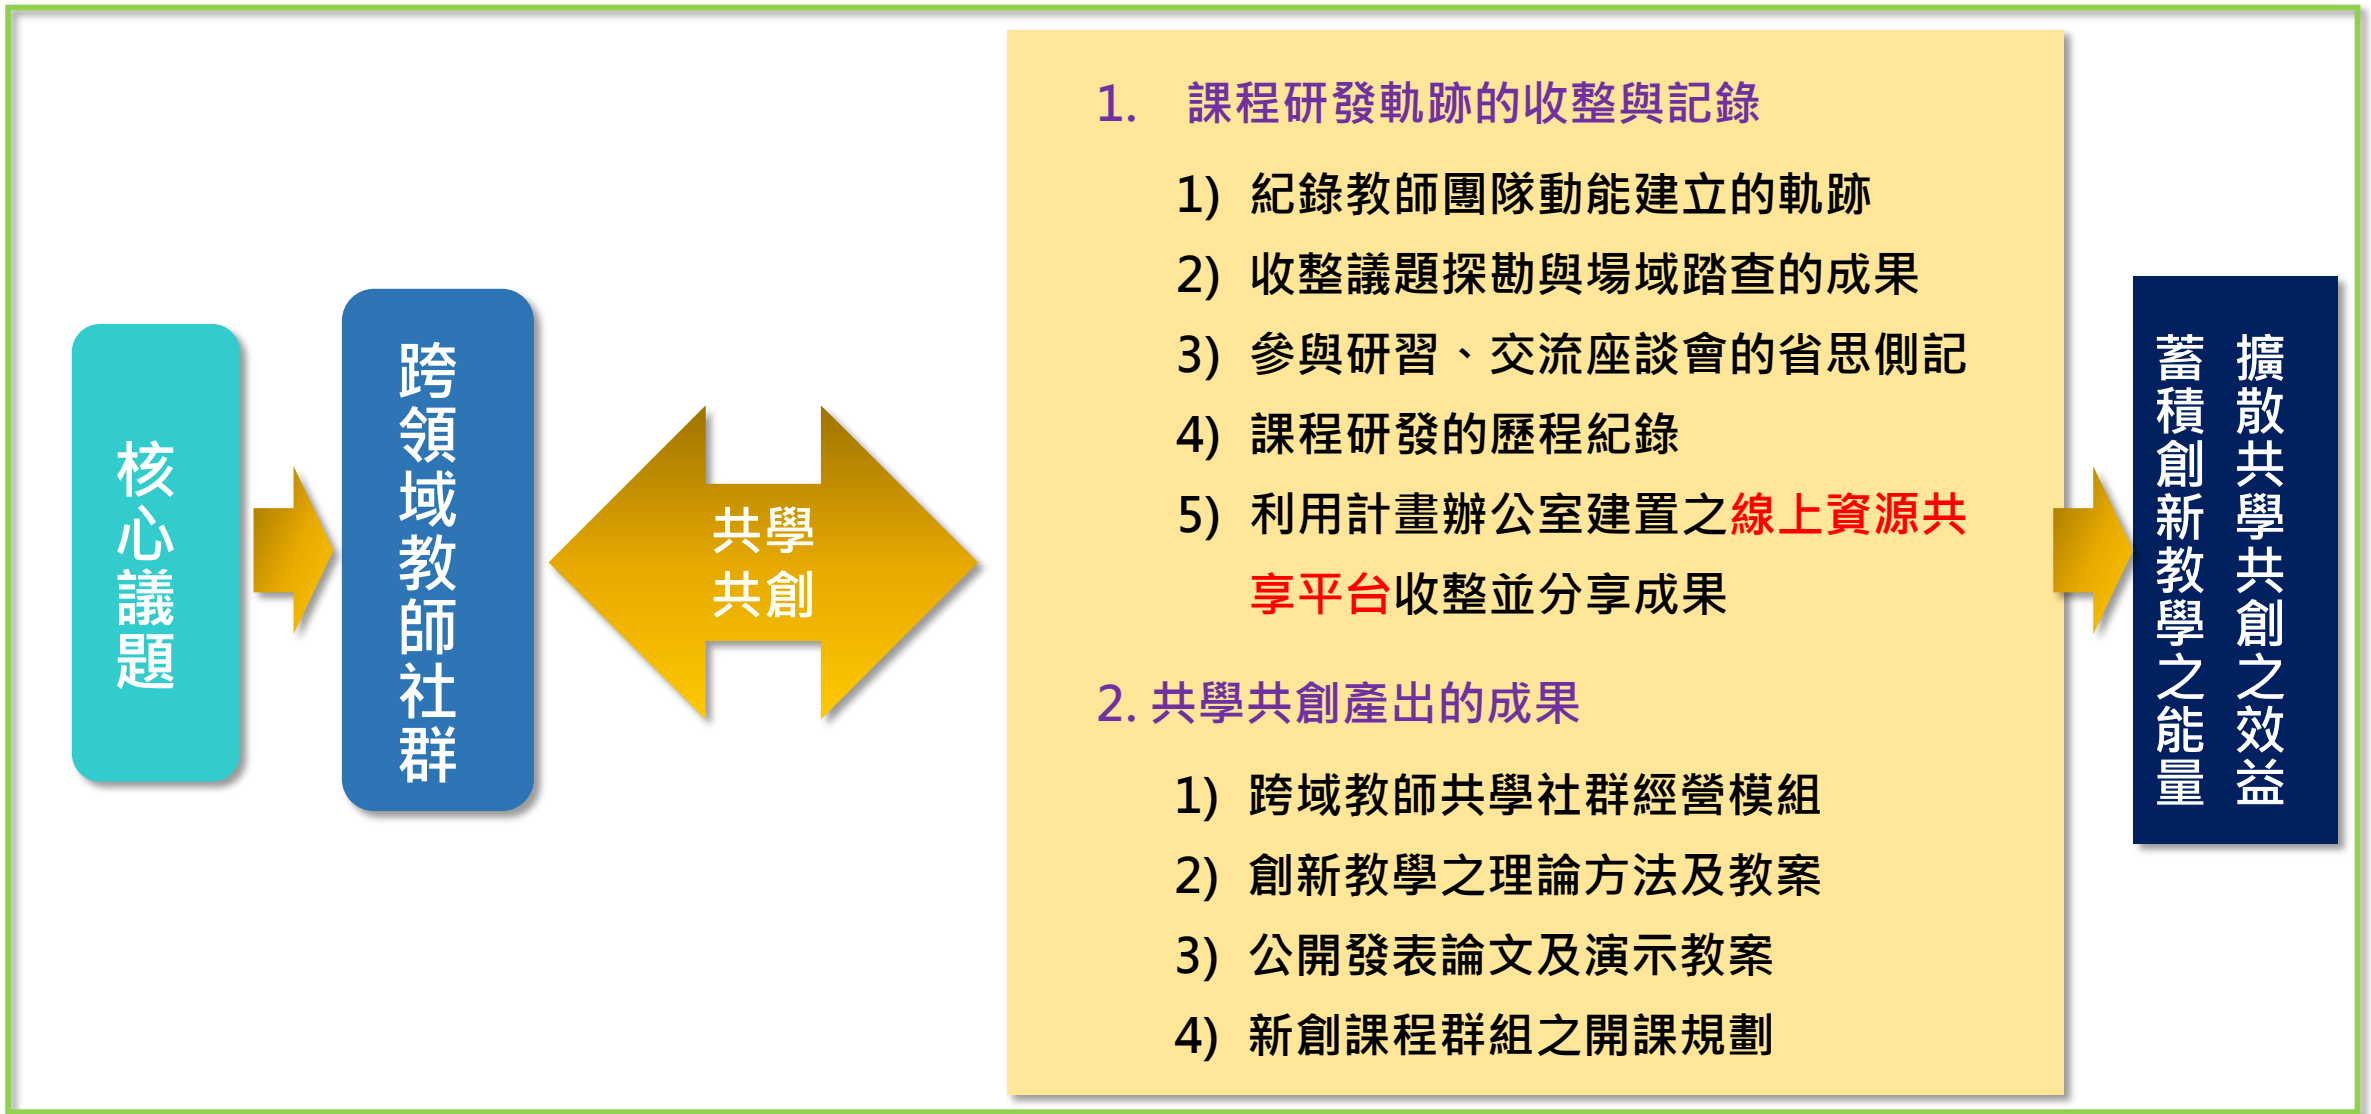 核心議題
跨領域教師社群
共學
共創
1. 課程研發軌跡的收整與記錄
1) 紀錄教師團隊動能建立的軌跡
2) 收整議題探勘與場域踏查的成果
3) 參與研習、交流座談會的省思側記
4) 課程研發的歷程紀錄
5) 利用計畫辦公室建置之線上資源共
享平台收整並分享成果
2. 共學共創產出的成果
1) 跨域教師共學社群經營模組
2) 創新教學之理論方法及教案
3) 公開發表論文及演示教案
4) 新創課程群組之開課規劃
擴散共學共創之效益
蓄積創新教學之能量